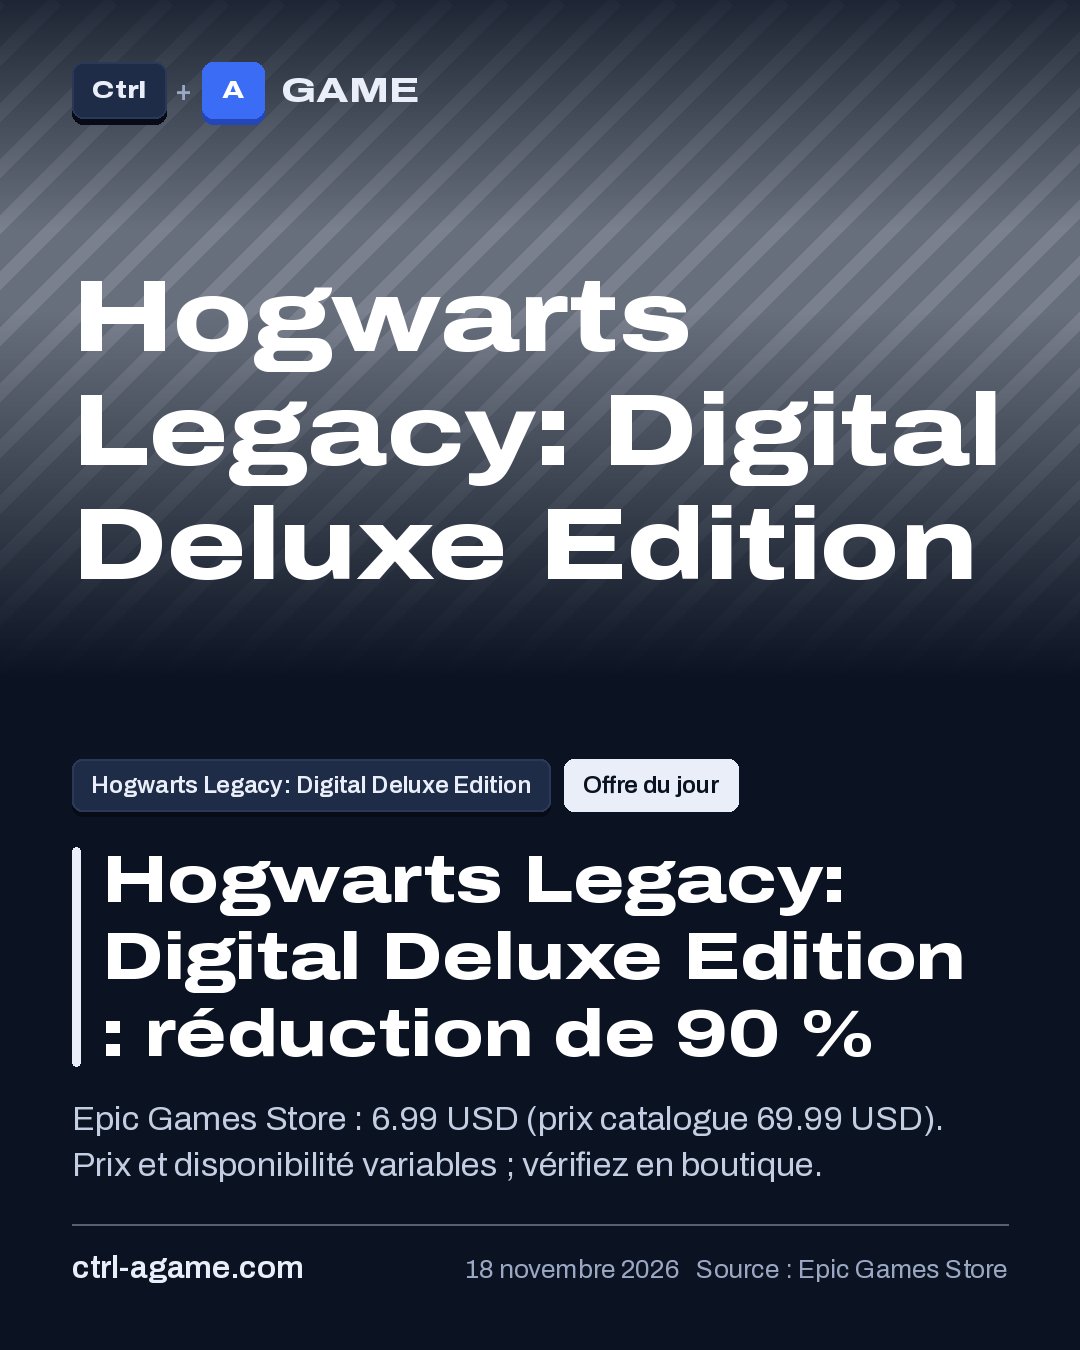 Ctrl + A GAME
Hogwarts
Legacy: Digital
Deluxe Edition
Hogwarts Legacy: Digital Deluxe Edition
Offre du jour
Hogwarts Legacy:
Digital Deluxe Edition
: réduction de 90 %
Epic Games Store : 6.99 USD (prix catalogue 69.99 USD).
Prix et disponibilité variables ; vérifiez en boutique.
ctrl-agame.com
18 novembre 2026 Source : Epic Games Store